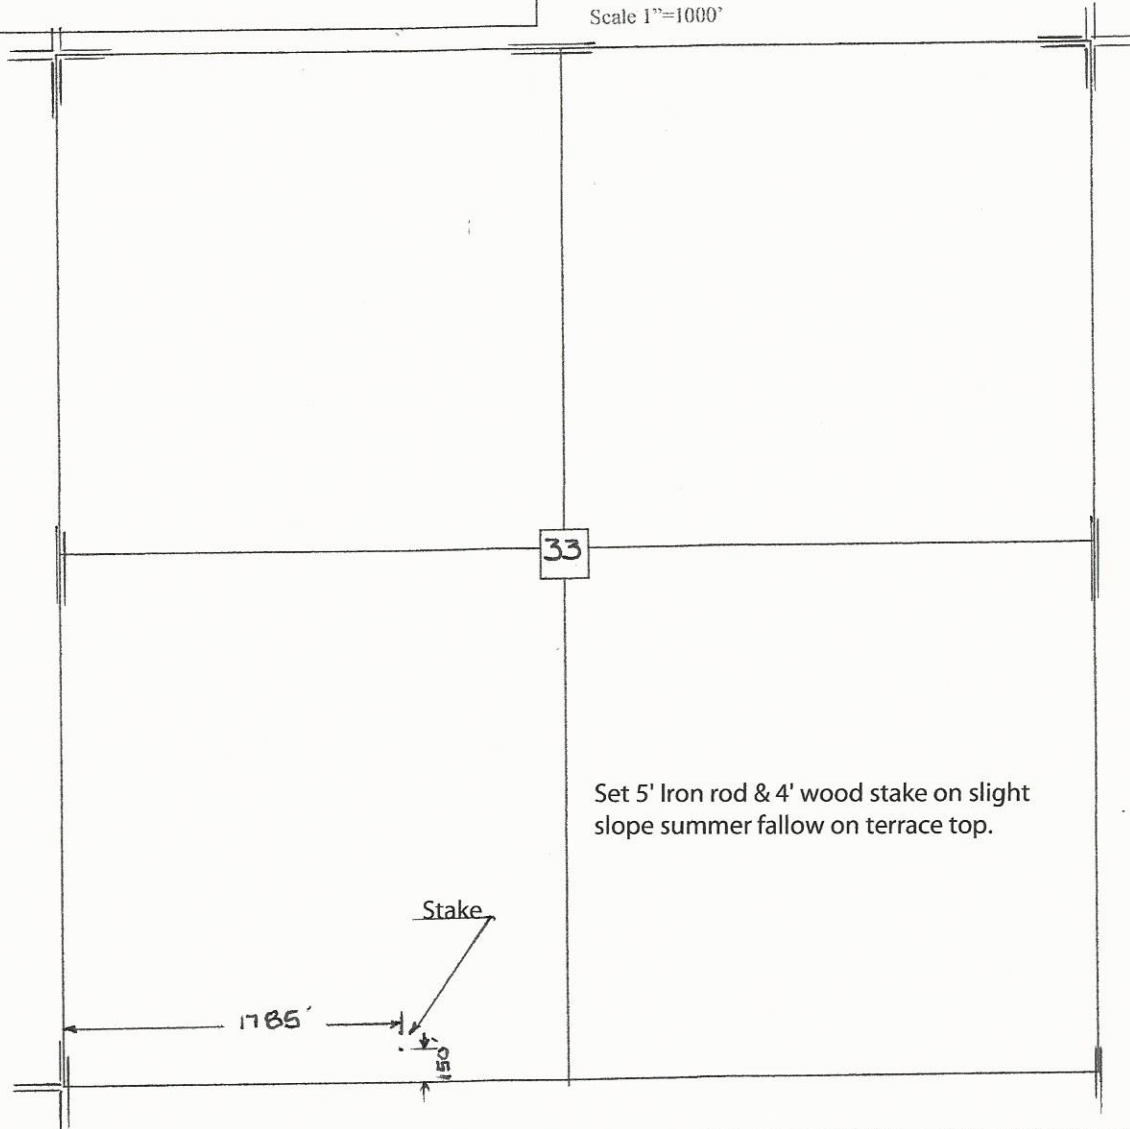 Scale 1”=1000’
33
Set 5' Iron rod & 4' wood stake on slight
slope summer fallow on terrace top.
Stake
1785'
150'